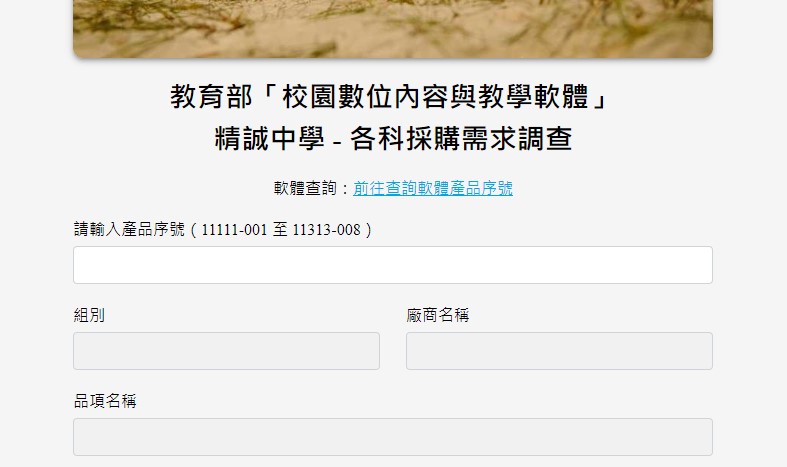 教育部「校園數位內容與教學軟體」
精誠中學 - 各科採購需求調查
軟體查詢：前往查詢軟體產品序號
請輸入產品序號（11111-001 至 11313-008）
組別
廠商名稱
品項名稱